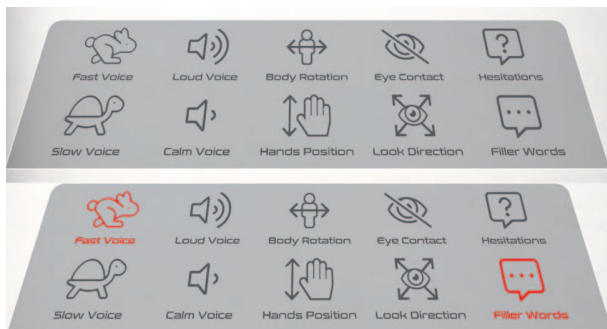 Fast Voice Loud Voice Body Rotation Eye Contact Hesitations
Slow Voice Calm Voice Hands Position Look Direction Filler Words
Fast Voice Loud Voice Body Rotation Eye Contact Hesitations
Slow Voice Calm Voice Hands Position Look Direction Filler Words